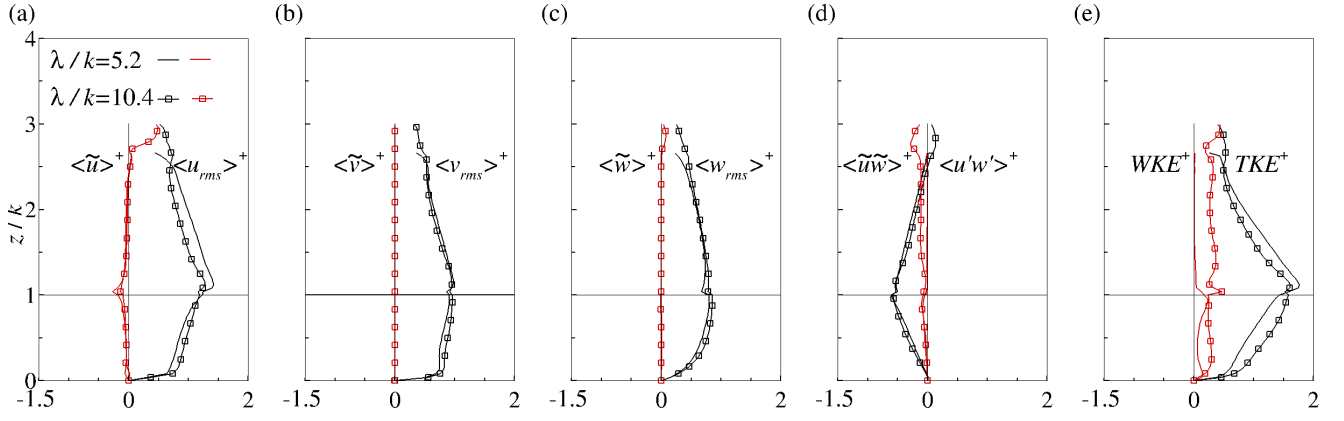 (a) (b) (c) (d) (e)
4
λ / k=5.2
λ / k=10.4
3
<ũ>⁺ <u_rms>⁺ <ṽ>⁺ <v_rms>⁺ <w̃>⁺ <w_rms>⁺ <ũw̃>⁺ <u'w'>⁺ WKE⁺ TKE⁺
z / k
2
1
0
-1.5 0 2 -1.5 0 2 -1.5 0 2 -1.5 0 2 -1.5 0 2